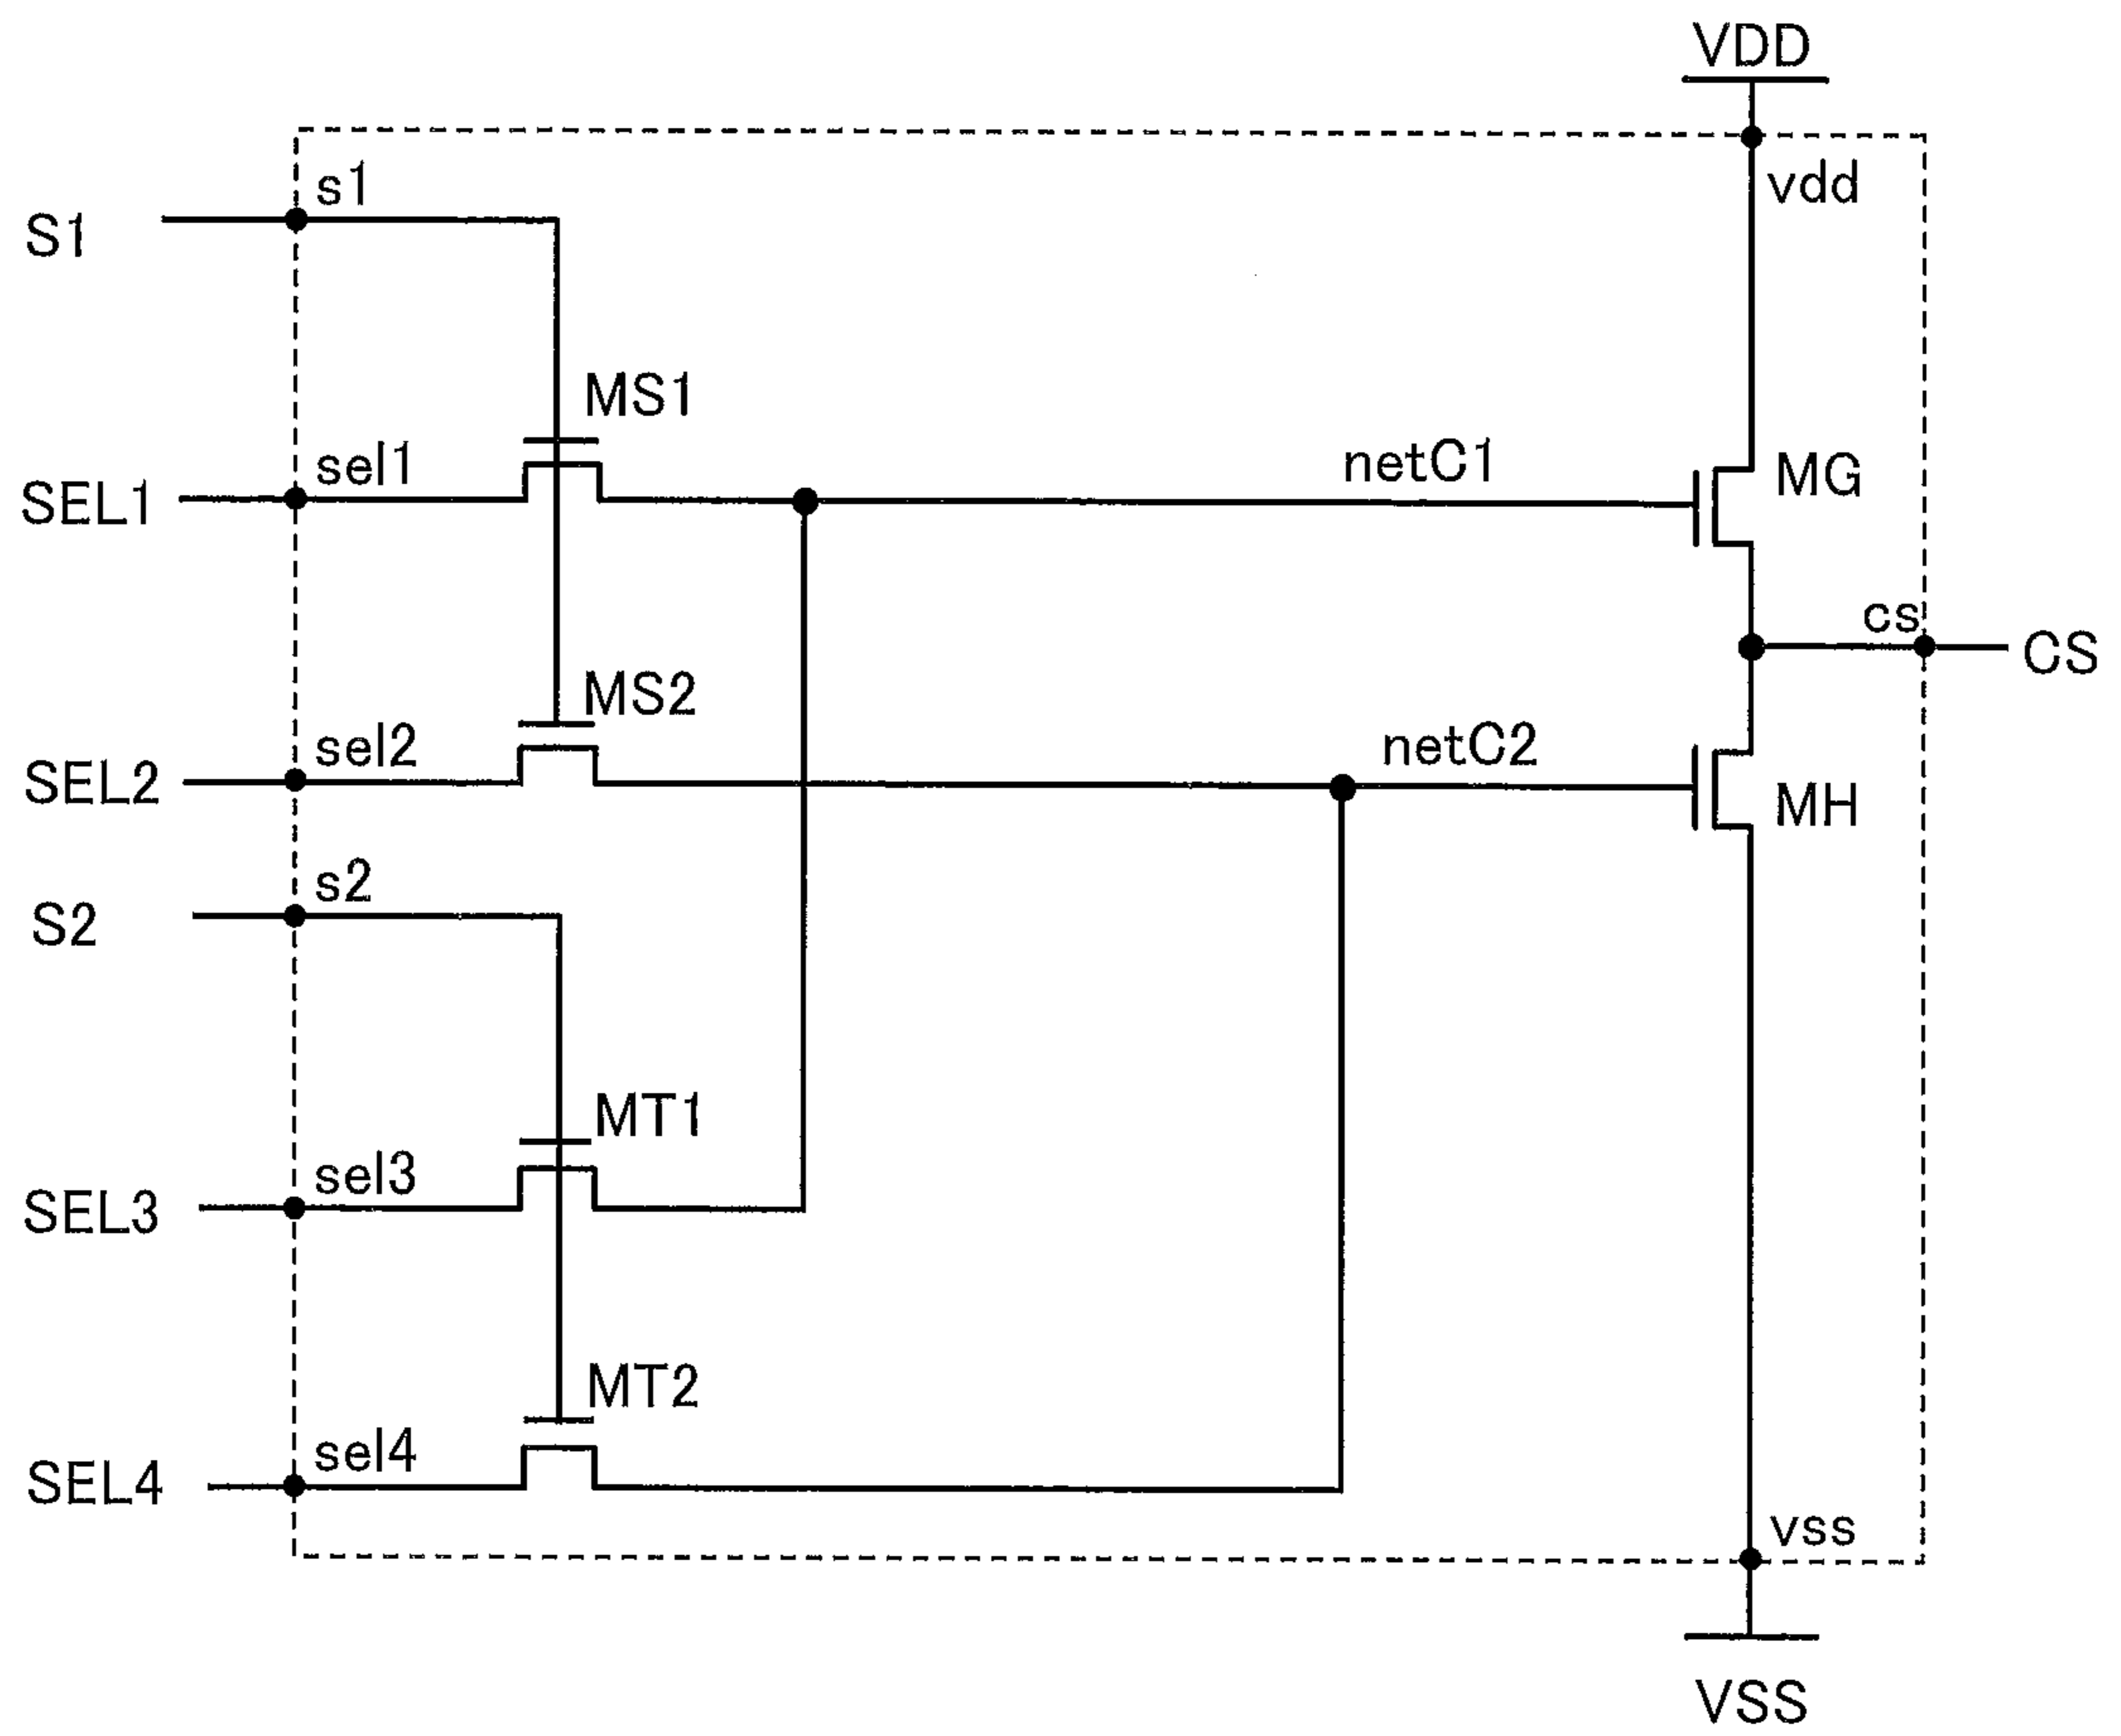 VDD
vdd
s1
S1
MS1
sel1
SEL1
netC1
MG
cs
CS
MS2
sel2
SEL2
netC2
MH
s2
S2
MT1
sel3
SEL3
MT2
sel4
SEL4
vss
VSS